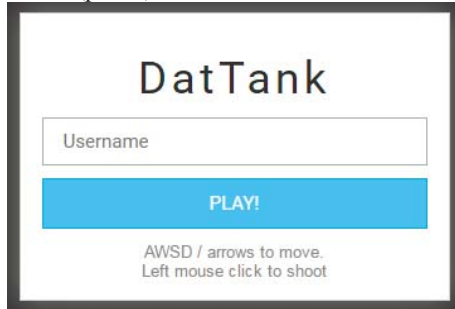 DatTank
Username
PLAY!
AWSD / arrows to move.
Left mouse click to shoot